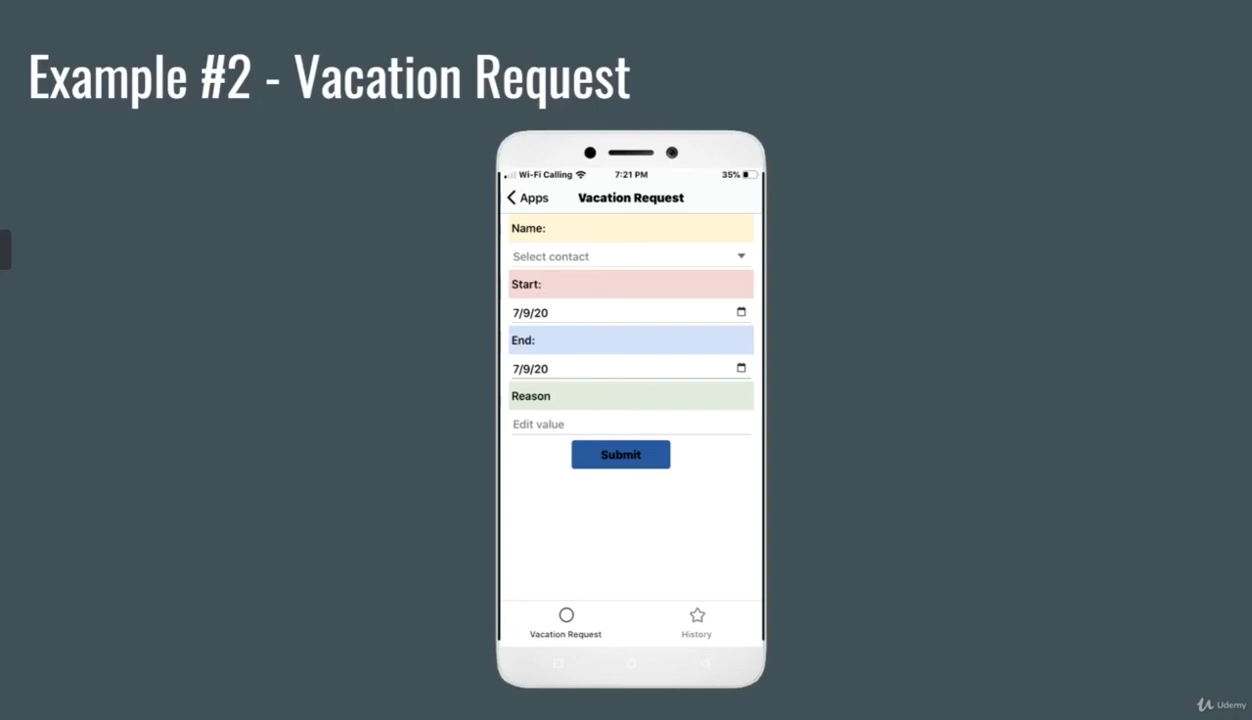 Example #2 - Vacation Request
Wi-Fi Calling 7:21 PM 35%
Apps Vacation Request
Name:
Select contact
Start:
7/9/20
End:
7/9/20
Reason
Edit value
Submit
Vacation Request History
Udemy